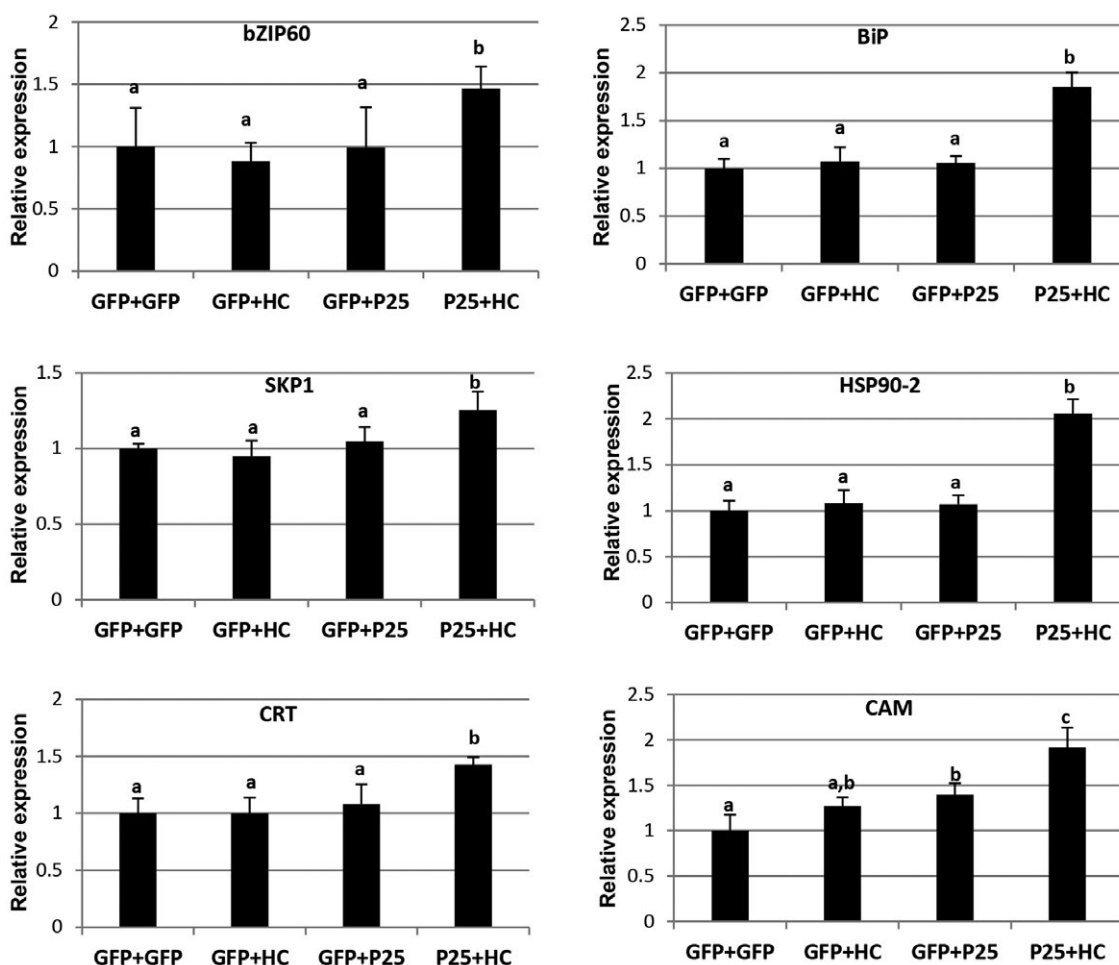 bZIP60
Relative expression
2
1.5
1
0.5
0
a
a
a
b
GFP+GFP GFP+HC GFP+P25 P25+HC
BiP
Relative expression
2.5
2
1.5
1
0.5
0
a
a
a
b
GFP+GFP GFP+HC GFP+P25 P25+HC
SKP1
Relative expression
1.5
1
0.5
0
a
a
a
b
GFP+GFP GFP+HC GFP+P25 P25+HC
HSP90-2
Relative expression
2.5
2
1.5
1
0.5
0
a
a
a
b
GFP+GFP GFP+HC GFP+P25 P25+HC
CRT
Relative expression
2
1.5
1
0.5
0
a
a
a
b
GFP+GFP GFP+HC GFP+P25 P25+HC
CAM
Relative expression
2.5
2
1.5
1
0.5
0
a
a,b
b
c
GFP+GFP GFP+HC GFP+P25 P25+HC